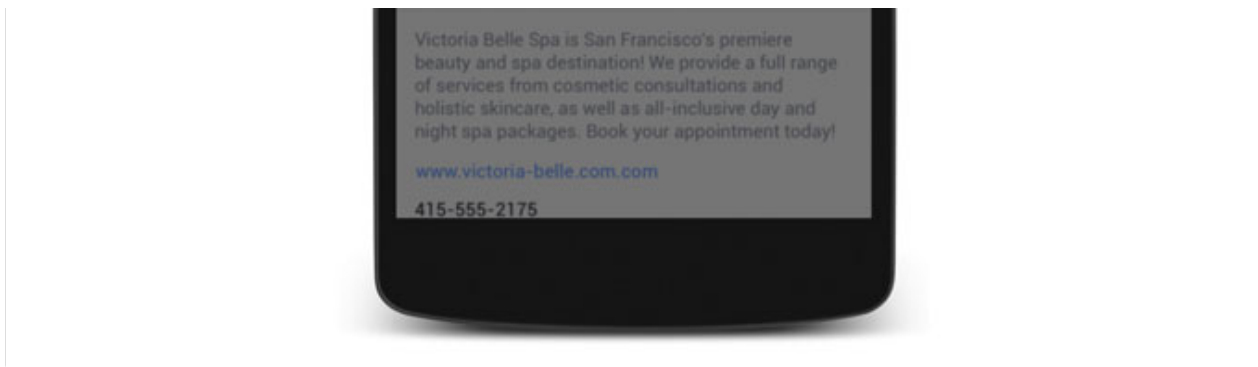 Victoria Belle Spa is San Francisco's premiere
beauty and spa destination! We provide a full range
of services from cosmetic consultations and
holistic skincare, as well as all-inclusive day and
night spa packages. Book your appointment today!
www.victoria-belle.com.com
415-555-2175